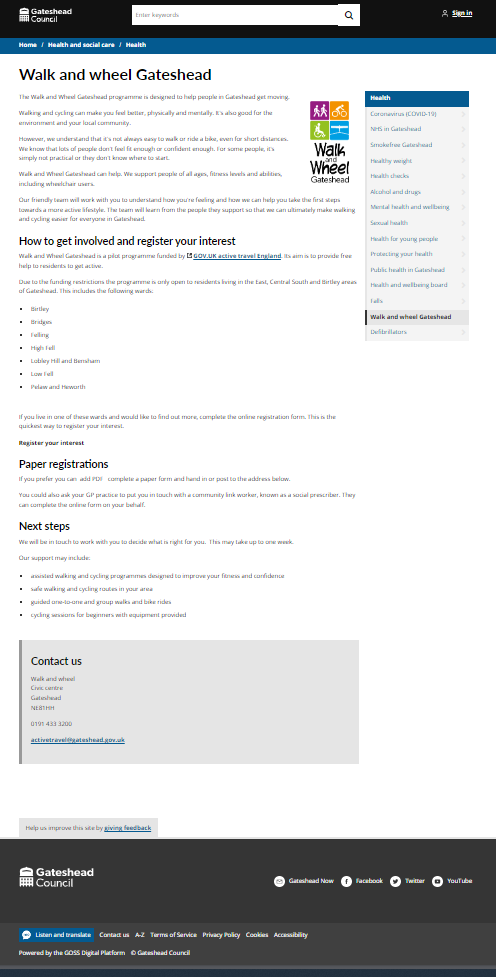 Gateshead
Council
Enter keywords
Sign in
Home / Health and social care / Health
Walk and wheel Gateshead
The Walk and Wheel Gateshead programme is designed to help people in Gateshead get moving.
Walking and cycling can make you feel better, physically and mentally. It's also good for the
environment and your local community.
However, we understand that it's not always easy to walk or ride a bike, even for short distances.
We know that lots of people don't feel fit enough or confident enough. For some people, it's
simply not practical or they don't know where to start.
Walk and Wheel Gateshead can help. We support people of all ages, fitness levels and abilities,
including wheelchair users.
Walk
and
Wheel
Gateshead
Our friendly team will work with you to understand how you're feeling and how we can help you take the first steps
towards a more active lifestyle. The team will learn from the people they support so that we can ultimately make walking
and cycling easier for everyone in Gateshead.
How to get involved and register your interest
Walk and Wheel Gateshead is a pilot programme funded by GOV.UK active travel England. Its aim is to provide free
help to residents to get active.
Due to the funding restrictions the programme is only open to residents living in the East, Central South and Birtley areas
of Gateshead. This includes the following wards:
Birtley
Bridges
Felling
High Fell
Lobley Hill and Bensham
Low Fell
Pelaw and Heworth
If you live in one of these wards and would like to find out more, complete the online registration form. This is the
quickest way to register your interest.
Register your interest
Paper registrations
If you prefer you can add PDF complete a paper form and hand in or post to the address below.
You could also ask your GP practice to put you in touch with a community link worker, known as a social prescriber. They
can complete the online form on your behalf.
Next steps
We will be in touch to work with you to decide what is right for you. This may take up to one week.
Our support may include:
assisted walking and cycling programmes designed to improve your fitness and confidence
safe walking and cycling routes in your area
guided one-to-one and group walks and bike rides
cycling sessions for beginners with equipment provided
Contact us
Walk and wheel
Civic centre
Gateshead
NE81HH
0191 433 3200
activetravel@gateshead.gov.uk
Health
Coronavirus (COVID-19)
NHS in Gateshead
Smokefree Gateshead
Healthy weight
Health checks
Alcohol and drugs
Mental health and wellbeing
Sexual health
Health for young people
Protecting your health
Public health in Gateshead
Health and wellbeing board
Falls
Walk and wheel Gateshead
Defibrillators
Help us improve this site by giving feedback
Gateshead
Council
Gateshead Now Facebook Twitter YouTube
Listen and translate Contact us A-Z Terms of Service Privacy Policy Cookies Accessibility
Powered by the GOSS Digital Platform © Gateshead Council